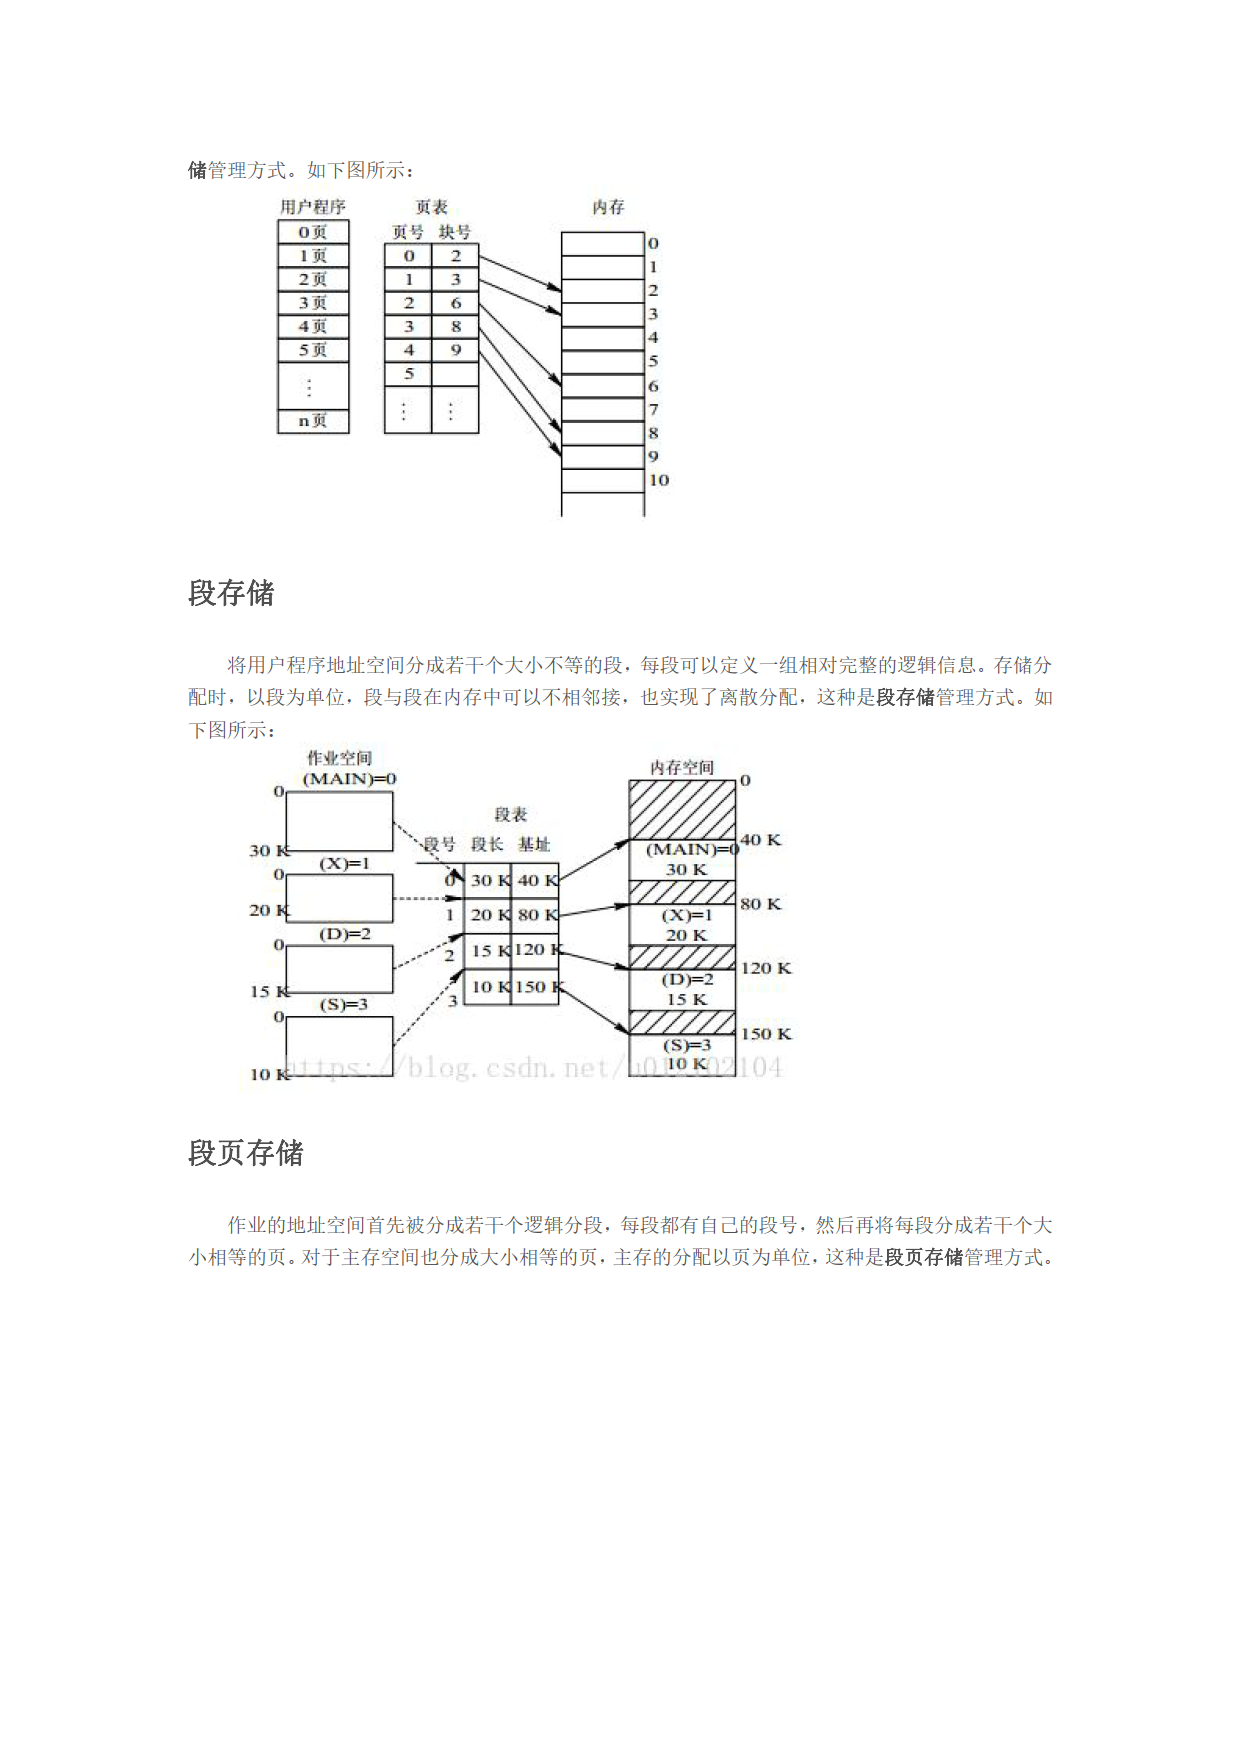 储管理方式。如下图所示：
用户程序 页表 内存
页号 块号
0页
1页
2页
3页
4页
5页
⋮
n页
0 2
1 3
2 6
3 8
4 9
5
⋮ ⋮
0
1
2
3
4
5
6
7
8
9
10
段存储
将用户程序地址空间分成若干个大小不等的段，每段可以定义一组相对完整的逻辑信息。存储分
配时，以段为单位，段与段在内存中可以不相邻接，也实现了离散分配，这种是段存储管理方式。如
下图所示：
作业空间
(MAIN)=0
0
30 K
(X)=1
0
20 K
(D)=2
0
15 K
(S)=3
0
10 K
段表
段号 段长 基址
0 30 K 40 K
1 20 K 80 K
2 15 K 120 K
3 10 K 150 K
内存空间
0
40 K
(MAIN)=0
30 K
80 K
(X)=1
20 K
120 K
(D)=2
15 K
150 K
(S)=3
10 K
https://blog.csdn.net/u012102104
段页存储
作业的地址空间首先被分成若干个逻辑分段，每段都有自己的段号，然后再将每段分成若干个大
小相等的页。对于主存空间也分成大小相等的页，主存的分配以页为单位，这种是段页存储管理方式。